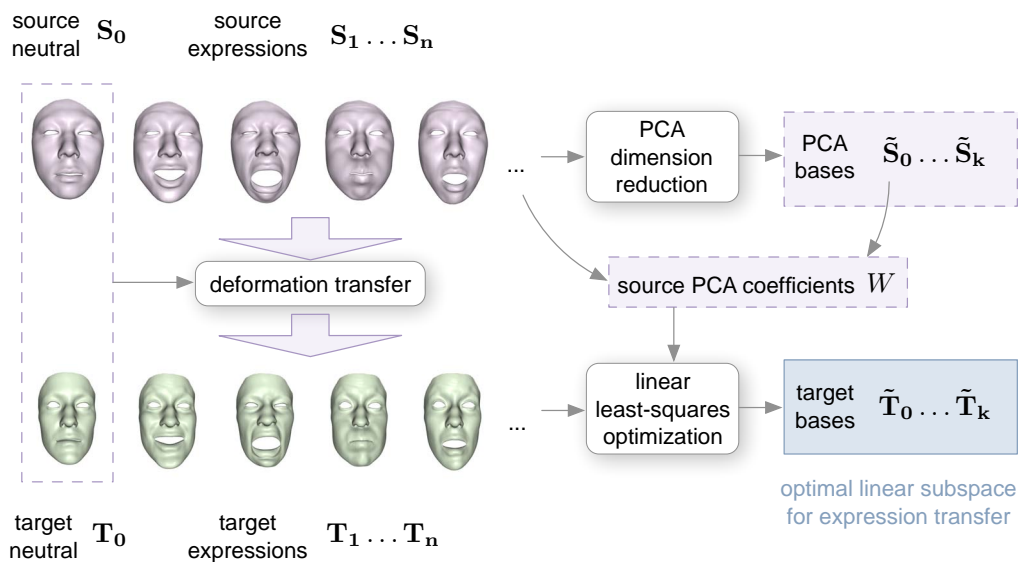 source
neutral S₀
source
expressions S₁ … Sₙ
PCA
dimension
reduction
PCA
bases S̃₀ … S̃ₖ
...
deformation transfer
source PCA coefficients W
linear
least-squares
optimization
target
bases T̃₀ … T̃ₖ
...
optimal linear subspace
for expression transfer
target
neutral T₀
target
expressions T₁ … Tₙ